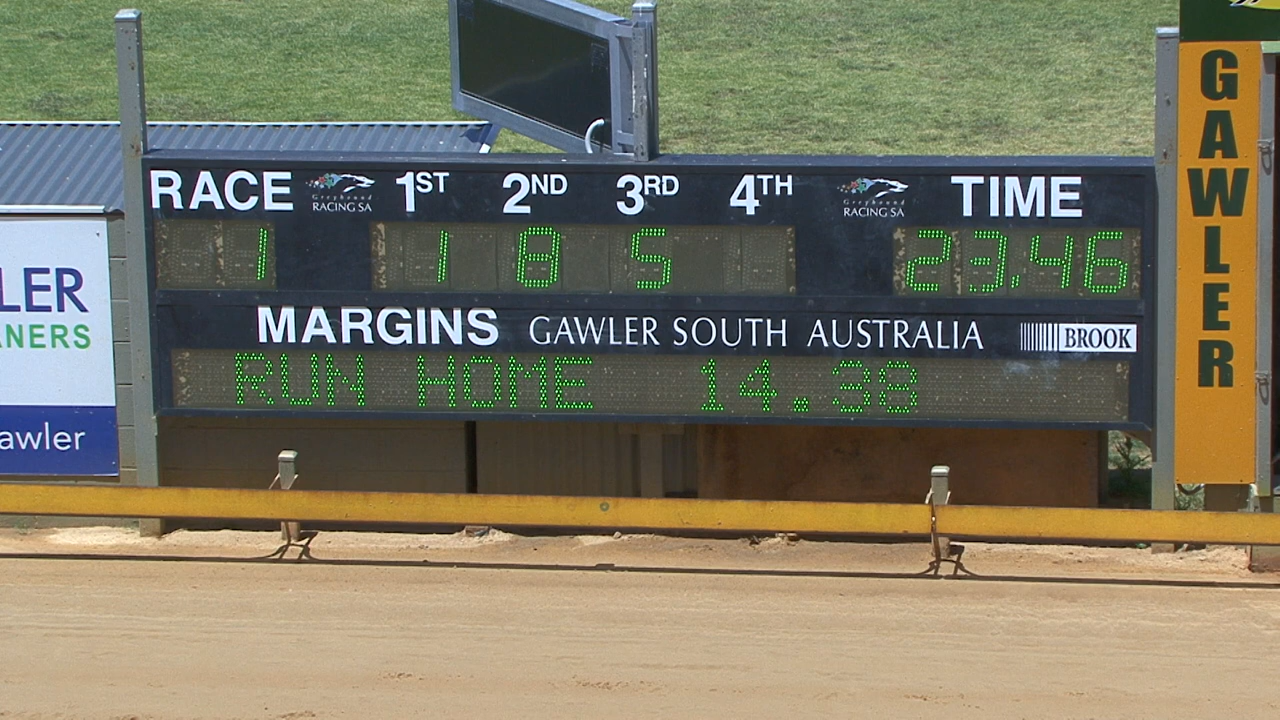 RACE Greyhound RACING SA 1ST 2ND 3RD 4TH Greyhound RACING SA TIME
1 1 8 5 23.46
MARGINS GAWLER SOUTH AUSTRALIA BROOK
RUN HOME 14.38
GAWLER
LER
NERS
awler